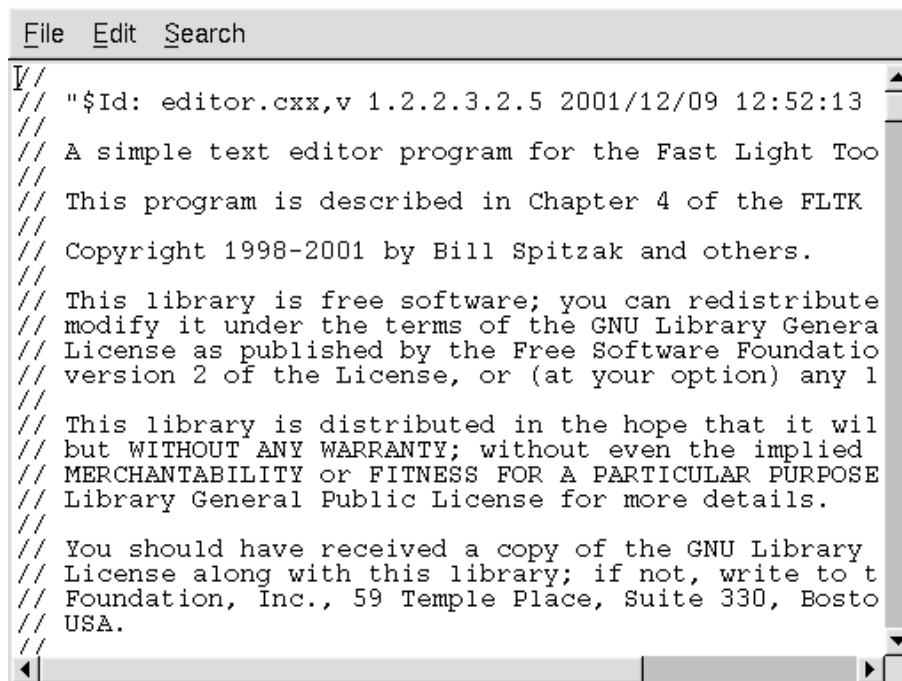 File Edit Search
//
// "$Id: editor.cxx,v 1.2.2.3.2.5 2001/12/09 12:52:13
//
// A simple text editor program for the Fast Light Too
//
// This program is described in Chapter 4 of the FLTK
//
// Copyright 1998-2001 by Bill Spitzak and others.
//
// This library is free software; you can redistribute
// modify it under the terms of the GNU Library Genera
// License as published by the Free Software Foundatio
// version 2 of the License, or (at your option) any l
//
// This library is distributed in the hope that it wil
// but WITHOUT ANY WARRANTY; without even the implied
// MERCHANTABILITY or FITNESS FOR A PARTICULAR PURPOSE
// Library General Public License for more details.
//
// You should have received a copy of the GNU Library
// License along with this library; if not, write to t
// Foundation, Inc., 59 Temple Place, Suite 330, Bosto
// USA.
//